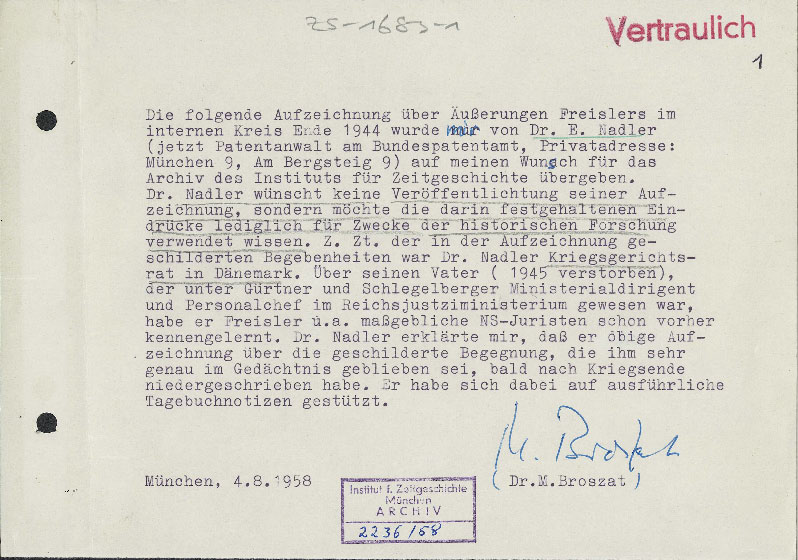 ZS-1683-1
Vertraulich
1
Die folgende Aufzeichnung über Äußerungen Freislers im
internen Kreis Ende 1944 wurde mir von Dr. E. Nadler
(jetzt Patentanwalt am Bundespatentamt, Privatadresse:
München 9, Am Bergsteig 9) auf meinen Wunsch für das
Archiv des Instituts für Zeitgeschichte übergeben.
Dr. Nadler wünscht keine Veröffentlichtung seiner Auf-
zeichnung, sondern möchte die darin festgehaltenen Ein-
drücke lediglich für Zwecke der historischen Forschung
verwendet wissen. Z. Zt. der in der Aufzeichnung ge-
schilderten Begebenheiten war Dr. Nadler Kriegsgerichts-
rat in Dänemark. Über seinen Vater ( 1945 verstorben),
der unter Gürtner und Schlegelberger Ministerialdirigent
und Personalchef im Reichsjustiziministerium gewesen war,
habe er Freisler u.a. maßgebliche NS-Juristen schon vorher
kennengelernt. Dr. Nadler erklärte mir, daß er öbige Auf-
zeichnung über die geschilderte Begegnung, die ihm sehr
genau im Gedächtnis geblieben sei, bald nach Kriegsende
niedergeschrieben habe. Er habe sich dabei auf ausführliche
Tagebuchnotizen gestützt.
M. Broszat
München, 4.8.1958
( Dr.M.Broszat )
Institut f. Zeitgeschichte
München
ARCHIV
2236/58